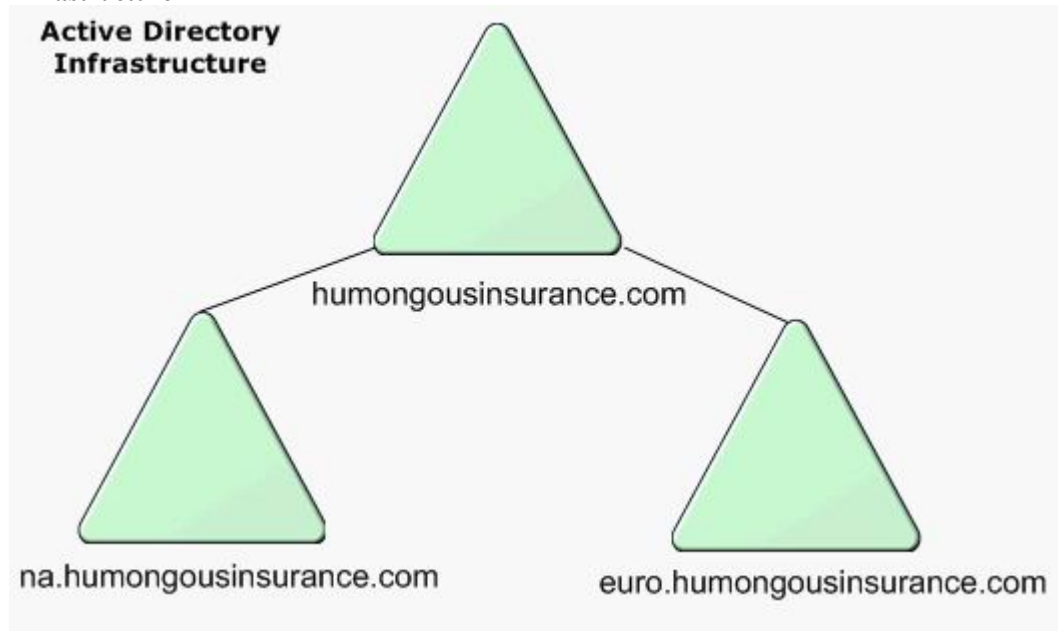 Active Directory
Infrastructure
humongousinsurance.com
na.humongousinsurance.com
euro.humongousinsurance.com